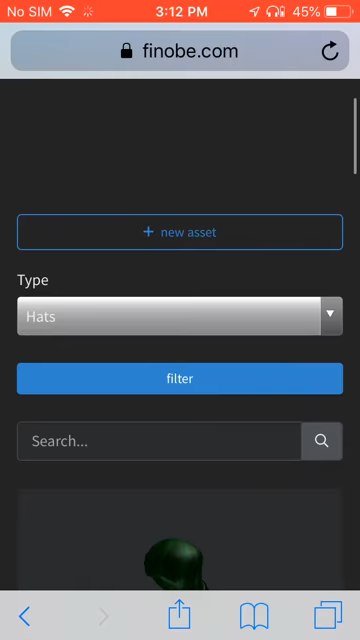 No SIM 3:12 PM 45%
finobe.com
+ new asset
Type
Hats
filter
Search...